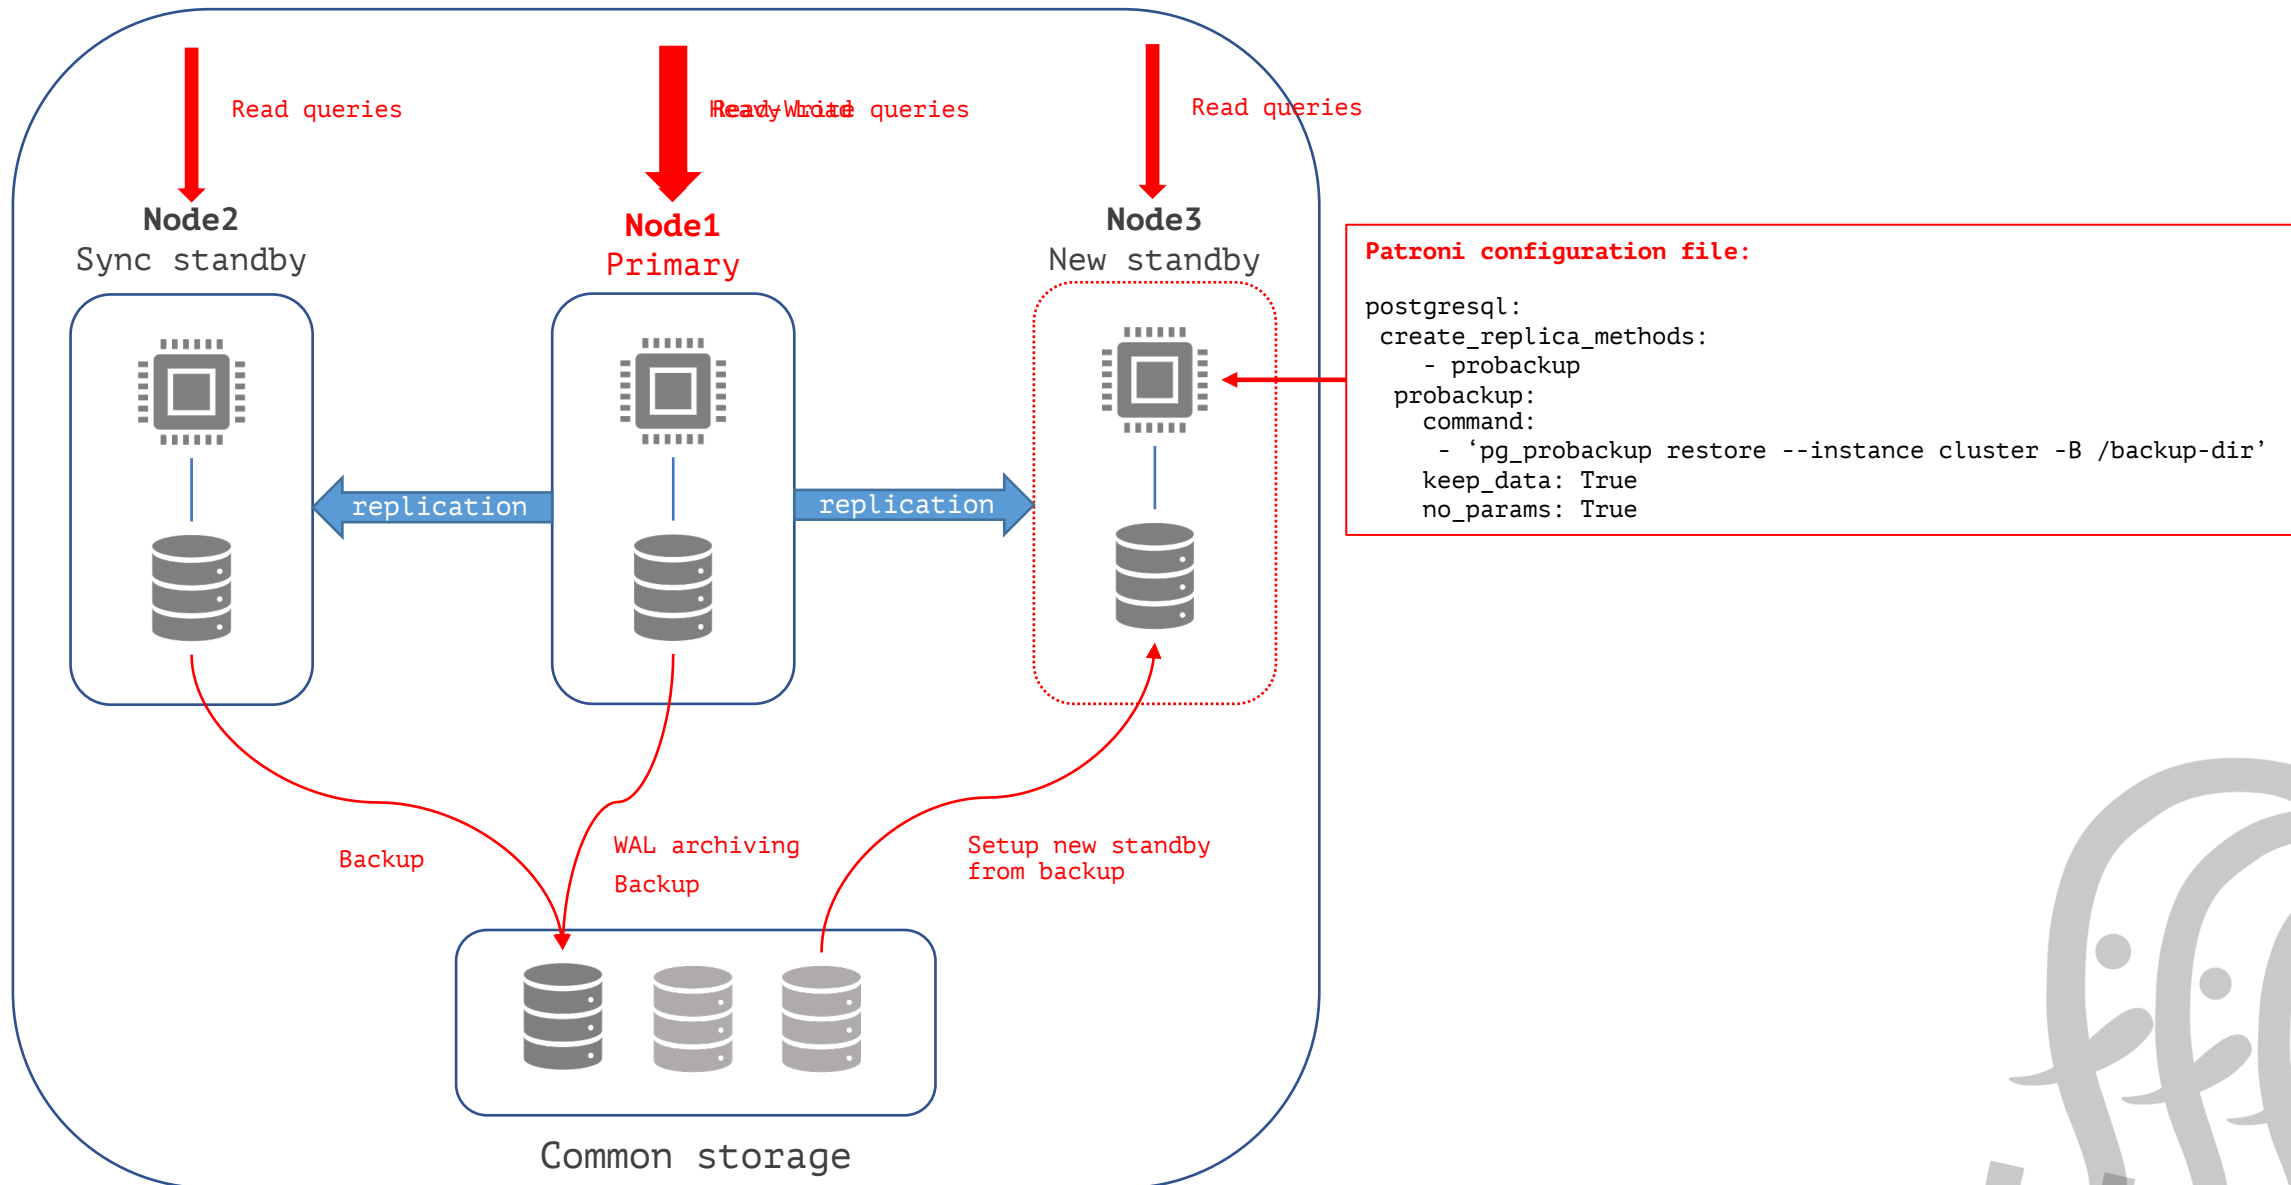 Read queries
Read-Write queries
Read queries
Node2
Sync standby
Node1
Primary
Node3
New standby
replication
replication
Patroni configuration file:
postgresql:
create_replica_methods:
- probackup
probackup:
command:
- ‘pg_probackup restore --instance cluster -B /backup-dir’
keep_data: True
no_params: True
Backup
WAL archiving
Backup
Setup new standby
from backup
Common storage